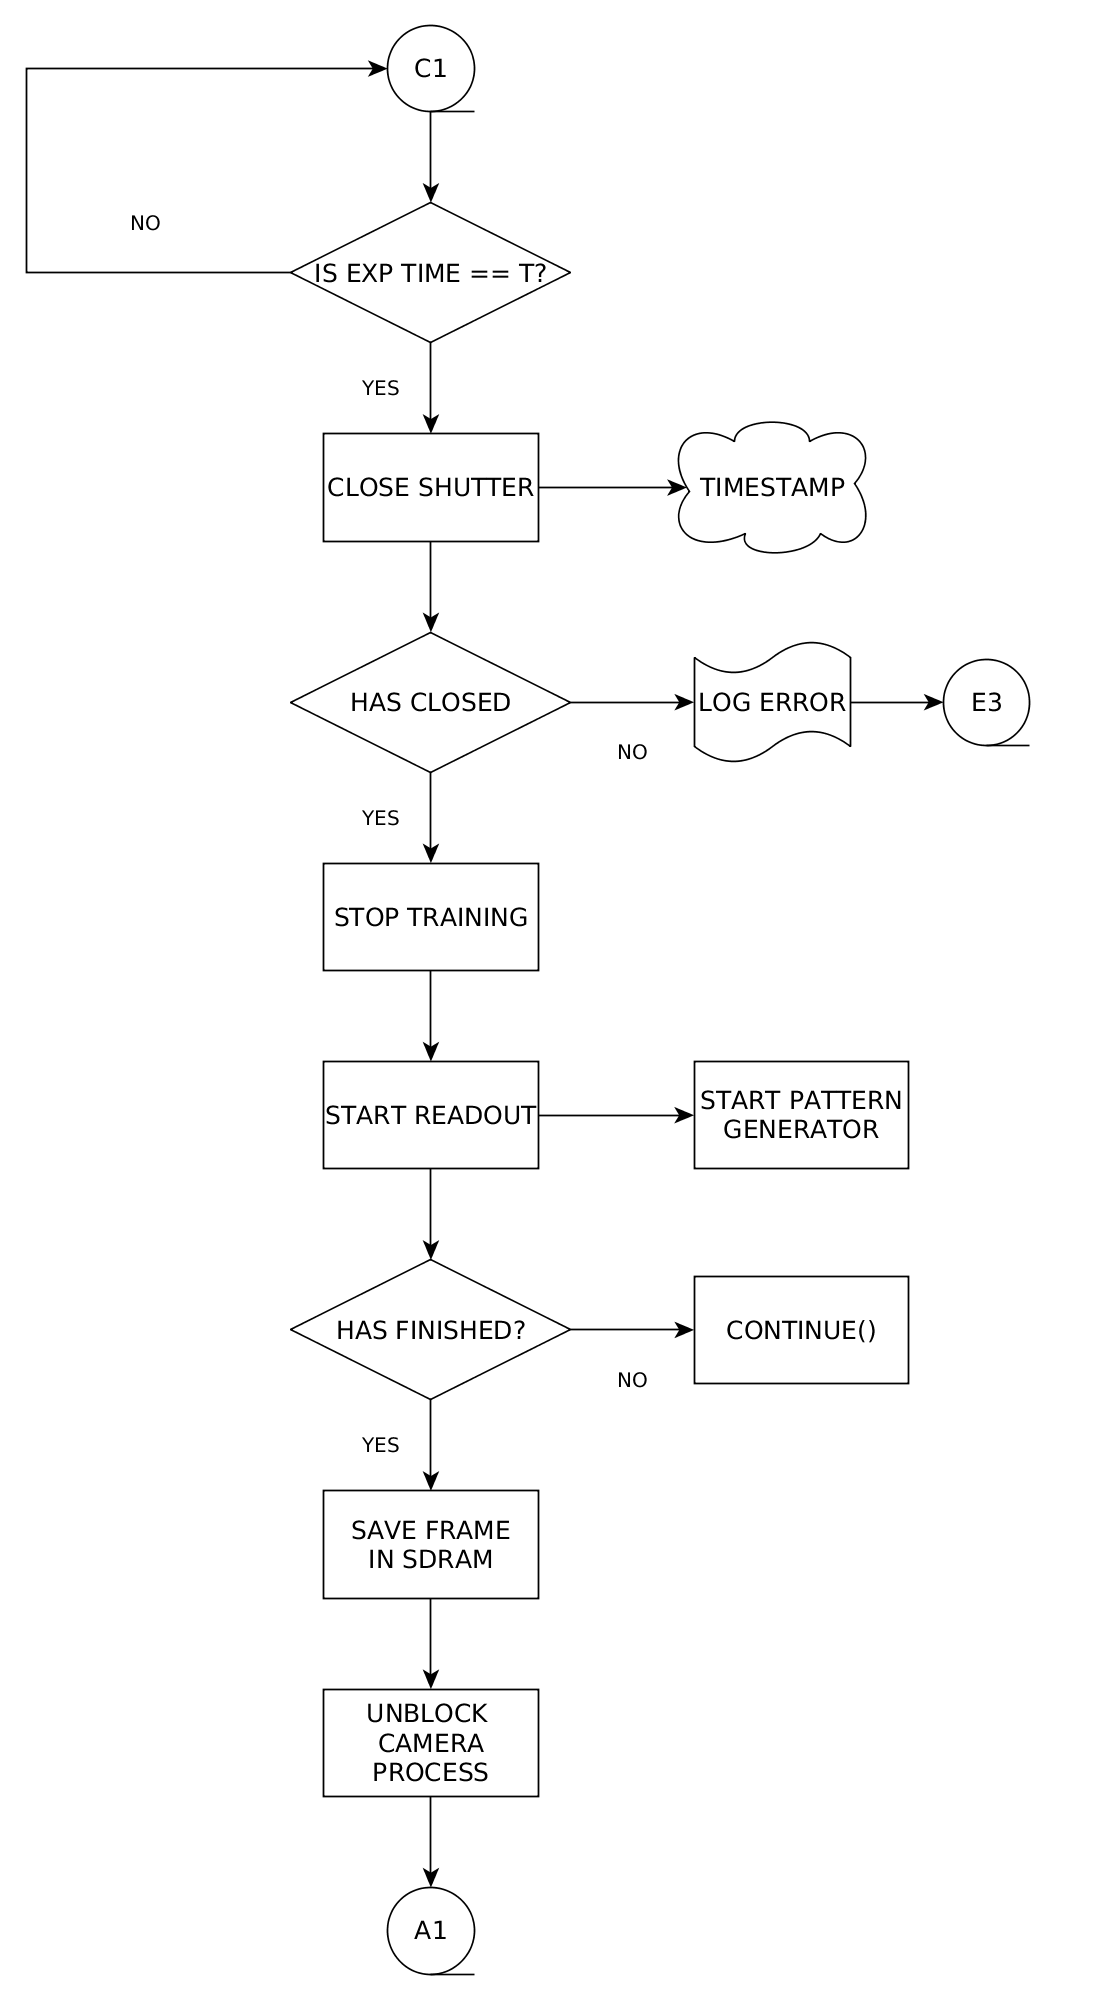 C1
NO
IS EXP TIME == T?
YES
CLOSE SHUTTER
TIMESTAMP
HAS CLOSED
LOG ERROR
E3
NO
YES
STOP TRAINING
START READOUT
START PATTERN
GENERATOR
HAS FINISHED?
CONTINUE()
NO
YES
SAVE FRAME
IN SDRAM
UNBLOCK
CAMERA
PROCESS
A1